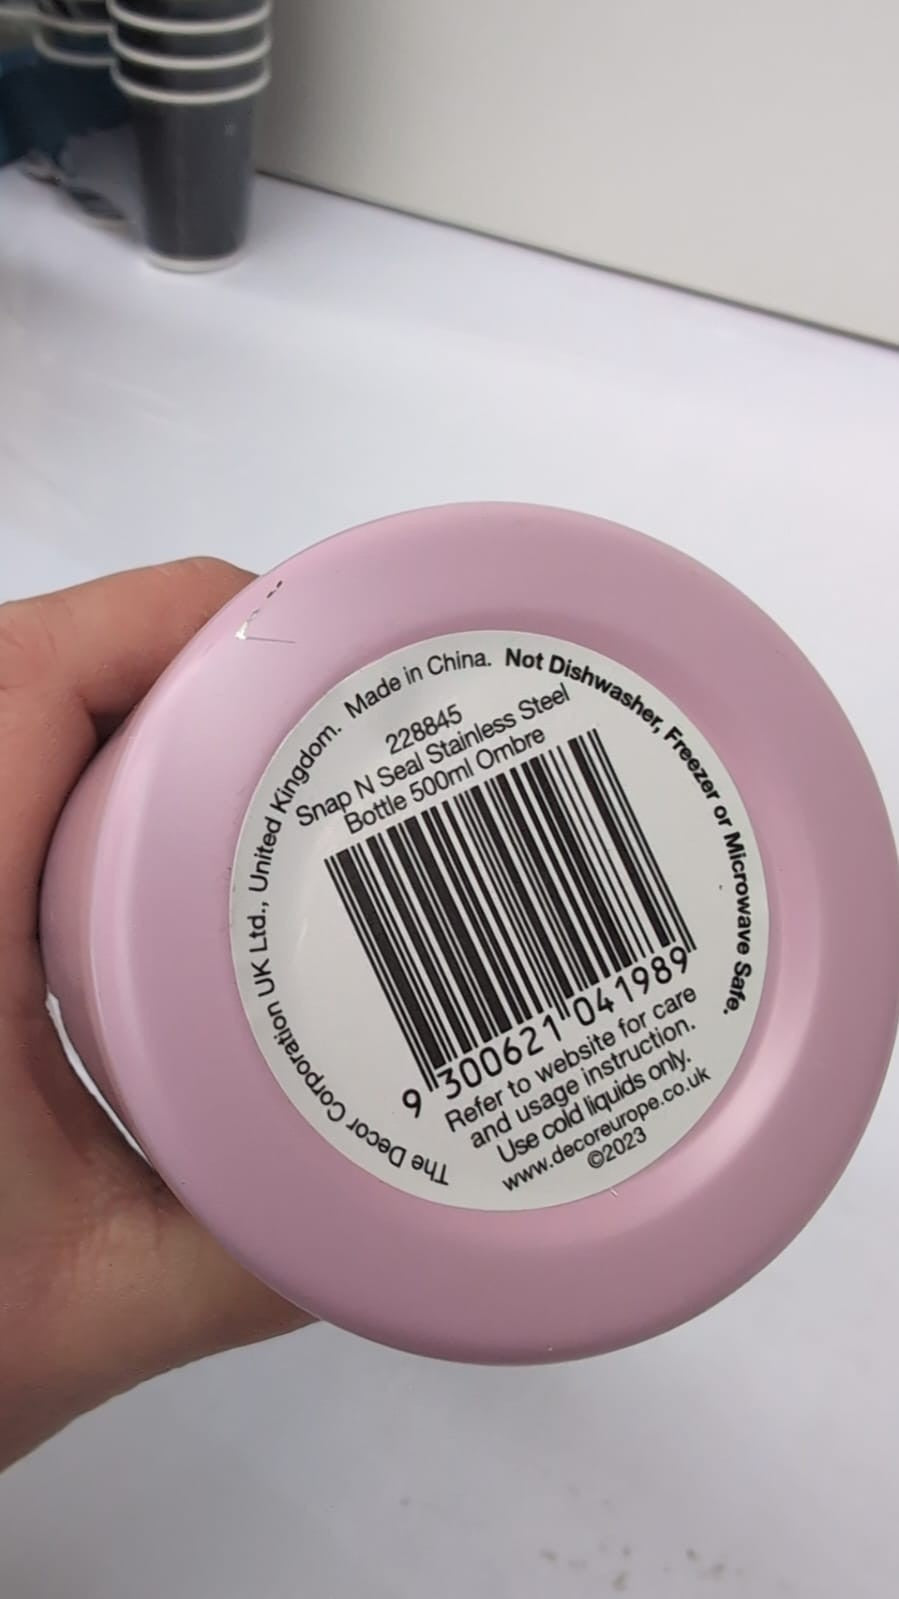 The Decor Corporation UK Ltd., United Kingdom. Made in China. Not Dishwasher, Freezer or Microwave Safe.
228845
Snap N Seal Stainless Steel
Bottle 500ml Ombre
9 300621 041989
Refer to website for care
and usage instruction.
Use cold liquids only.
www.decoreurope.co.uk
©2023